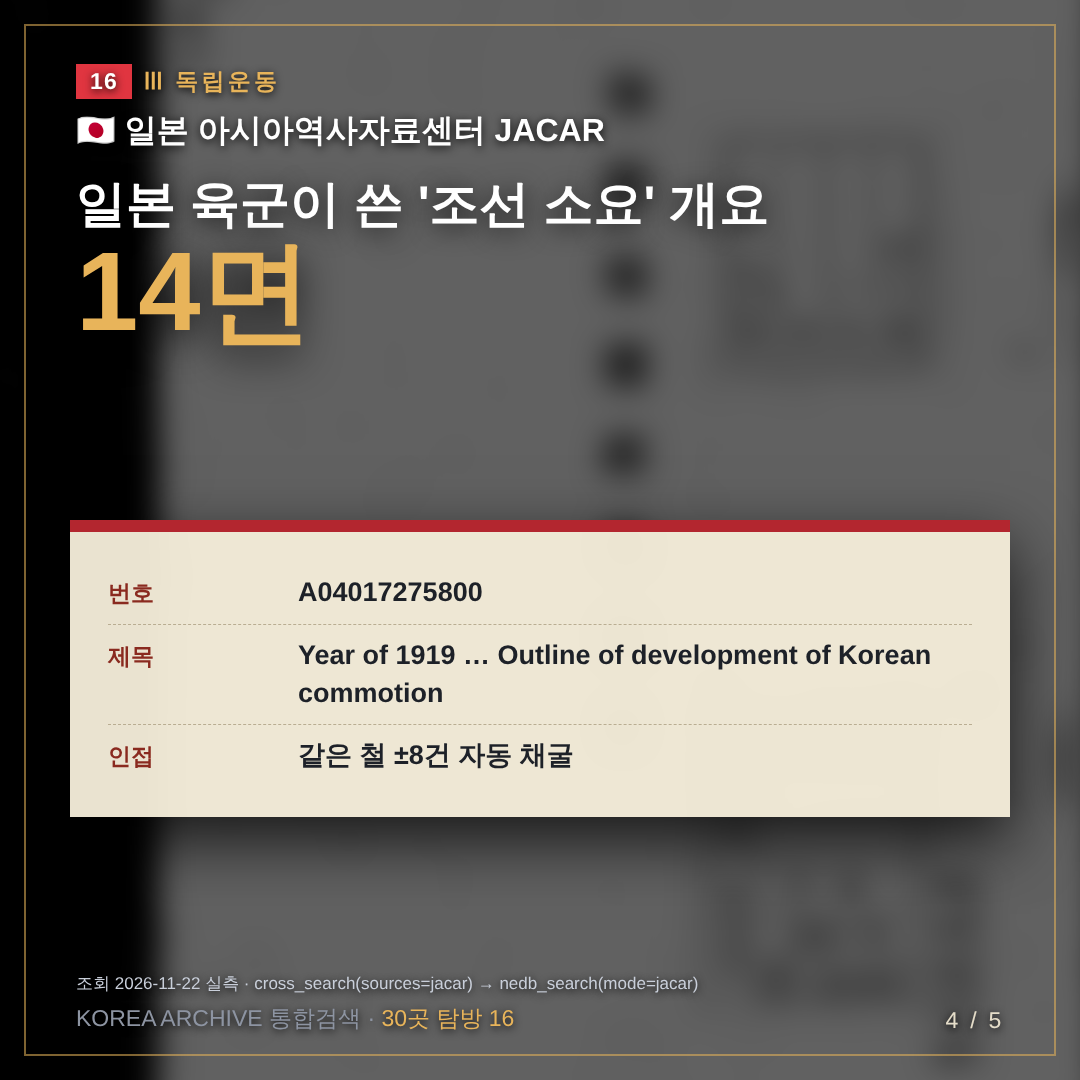 16 Ⅲ 독립운동
🇯🇵 일본 아시아역사자료센터 JACAR
일본 육군이 쓴 '조선 소요' 개요
14면
번호 A04017275800
제목 Year of 1919 … Outline of development of Korean
commotion
인접 같은 철 ±8건 자동 채굴
조회 2026-11-22 실측 · cross_search(sources=jacar) → nedb_search(mode=jacar)
KOREA ARCHIVE 통합검색 · 30곳 탐방 16
4 / 5